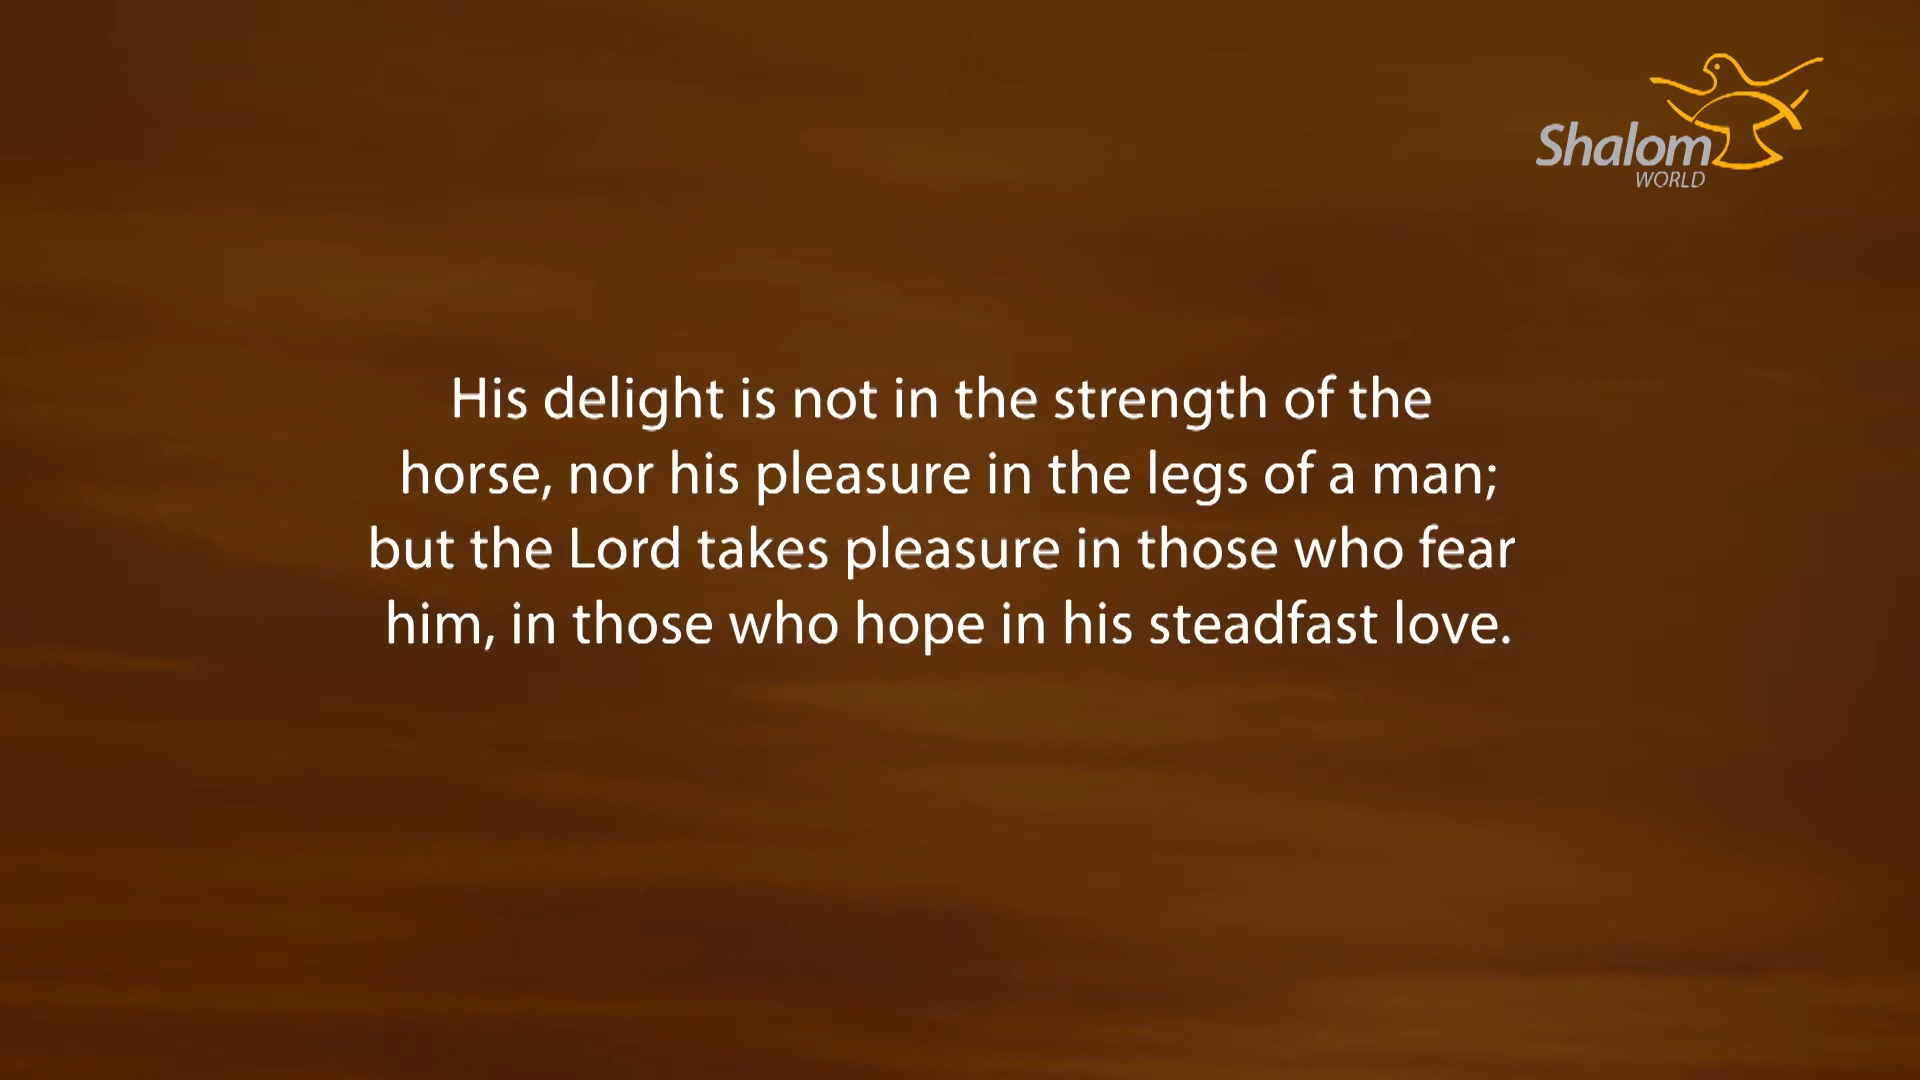 Shalom
WORLD
His delight is not in the strength of the
horse, nor his pleasure in the legs of a man;
but the Lord takes pleasure in those who fear
him, in those who hope in his steadfast love.